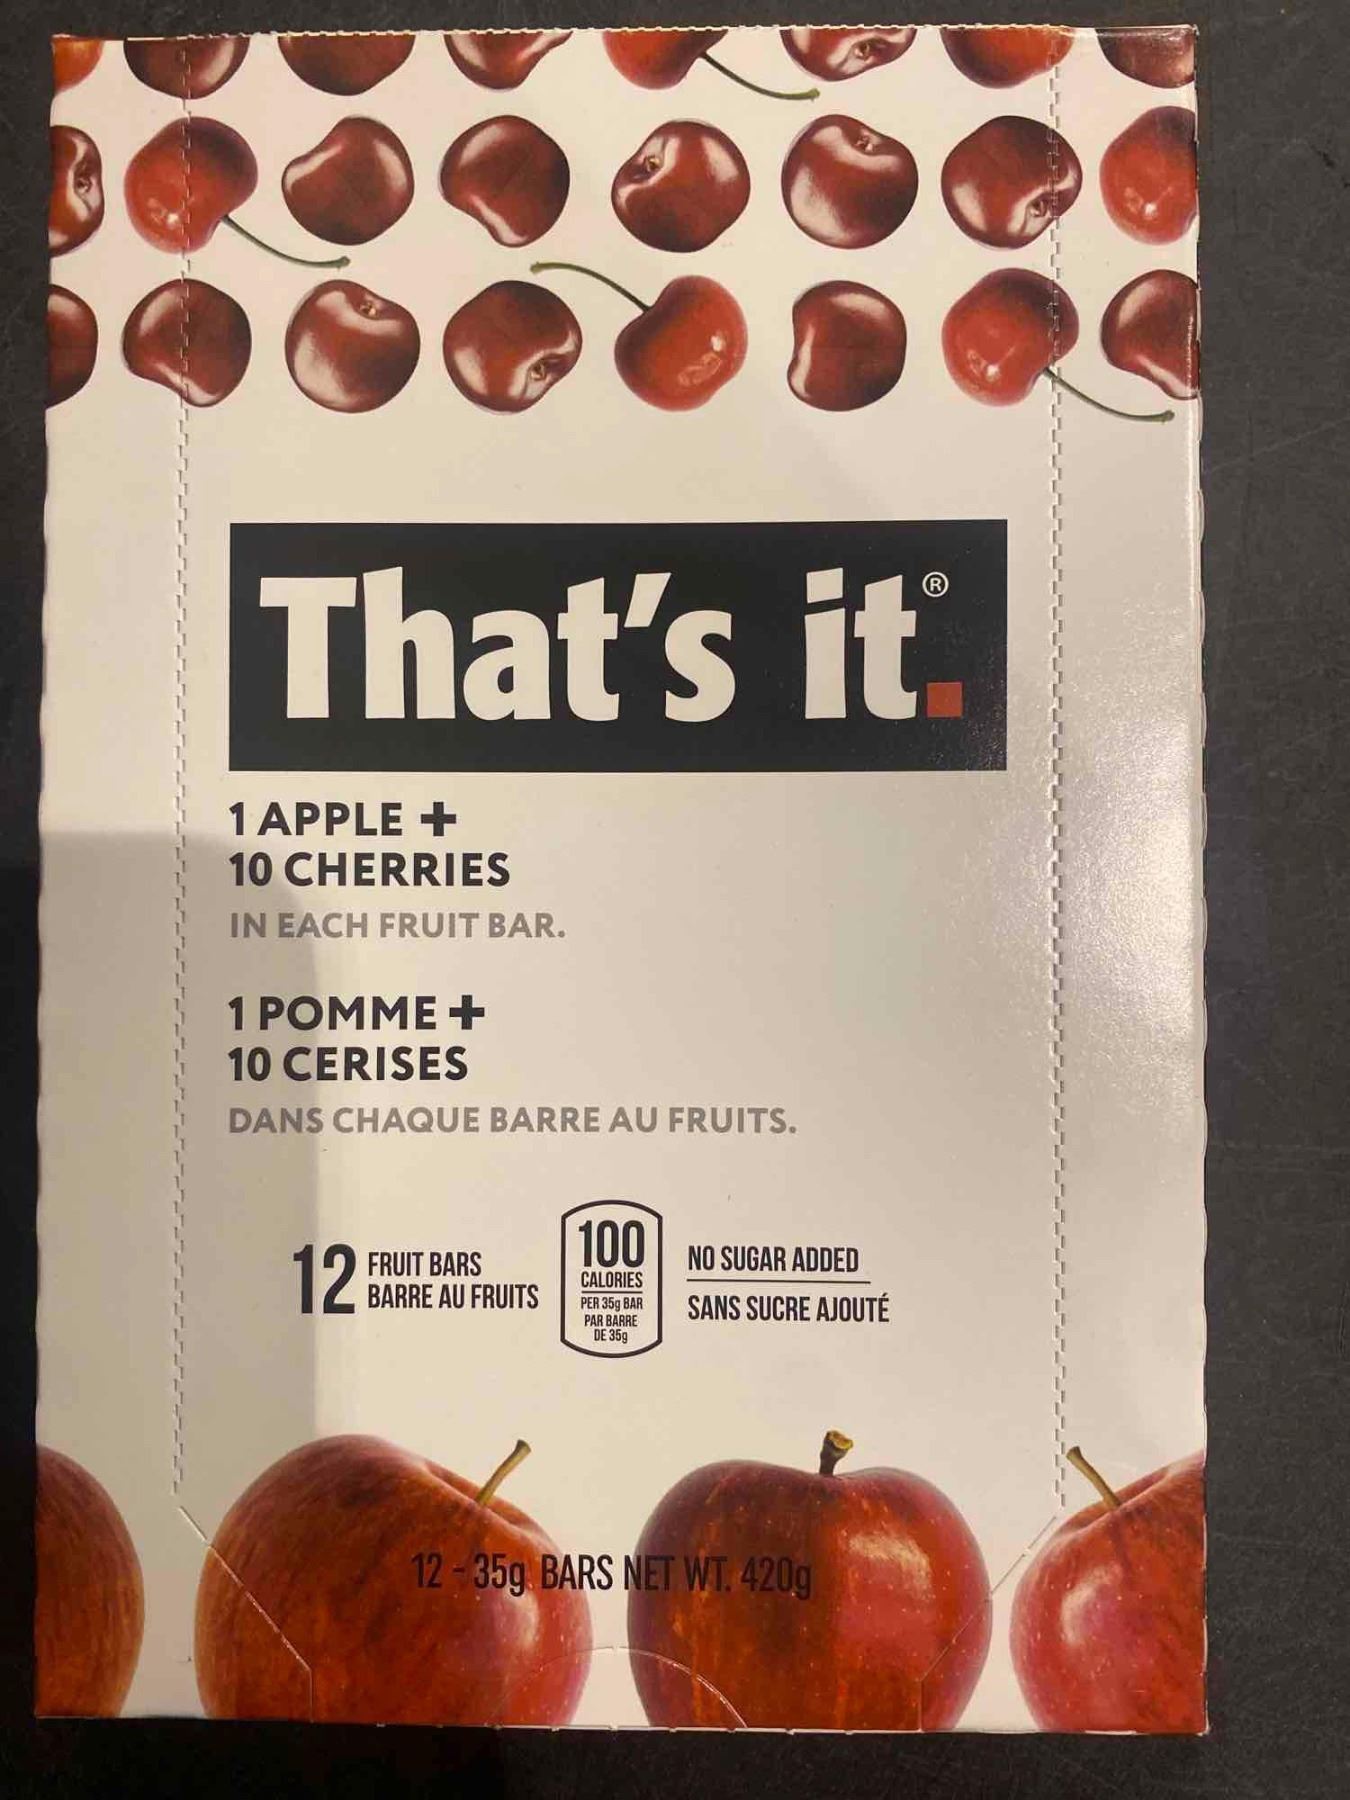 That's it.®
1 APPLE +
10 CHERRIES
IN EACH FRUIT BAR.
1 POMME +
10 CERISES
DANS CHAQUE BARRE AU FRUITS.
12 FRUIT BARS
BARRE AU FRUITS
100
CALORIES
PER 35g BAR
PAR BARRE
DE 35g
NO SUGAR ADDED
SANS SUCRE AJOUTÉ
12 - 35g BARS NET WT. 420g